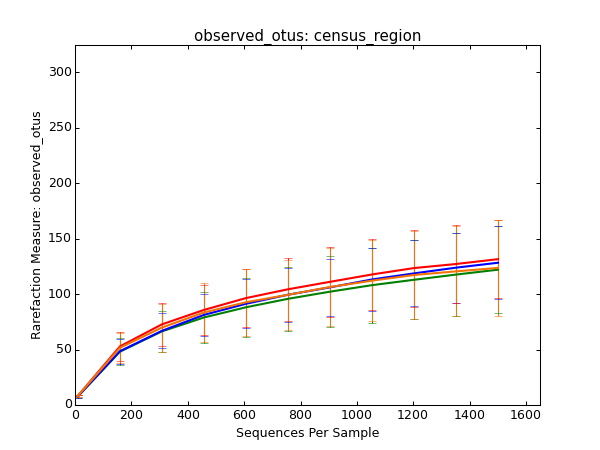 observed_otus: census_region
Rarefaction Measure: observed_otus
300
250
200
150
100
50
0
0 200 400 600 800 1000 1200 1400 1600
Sequences Per Sample